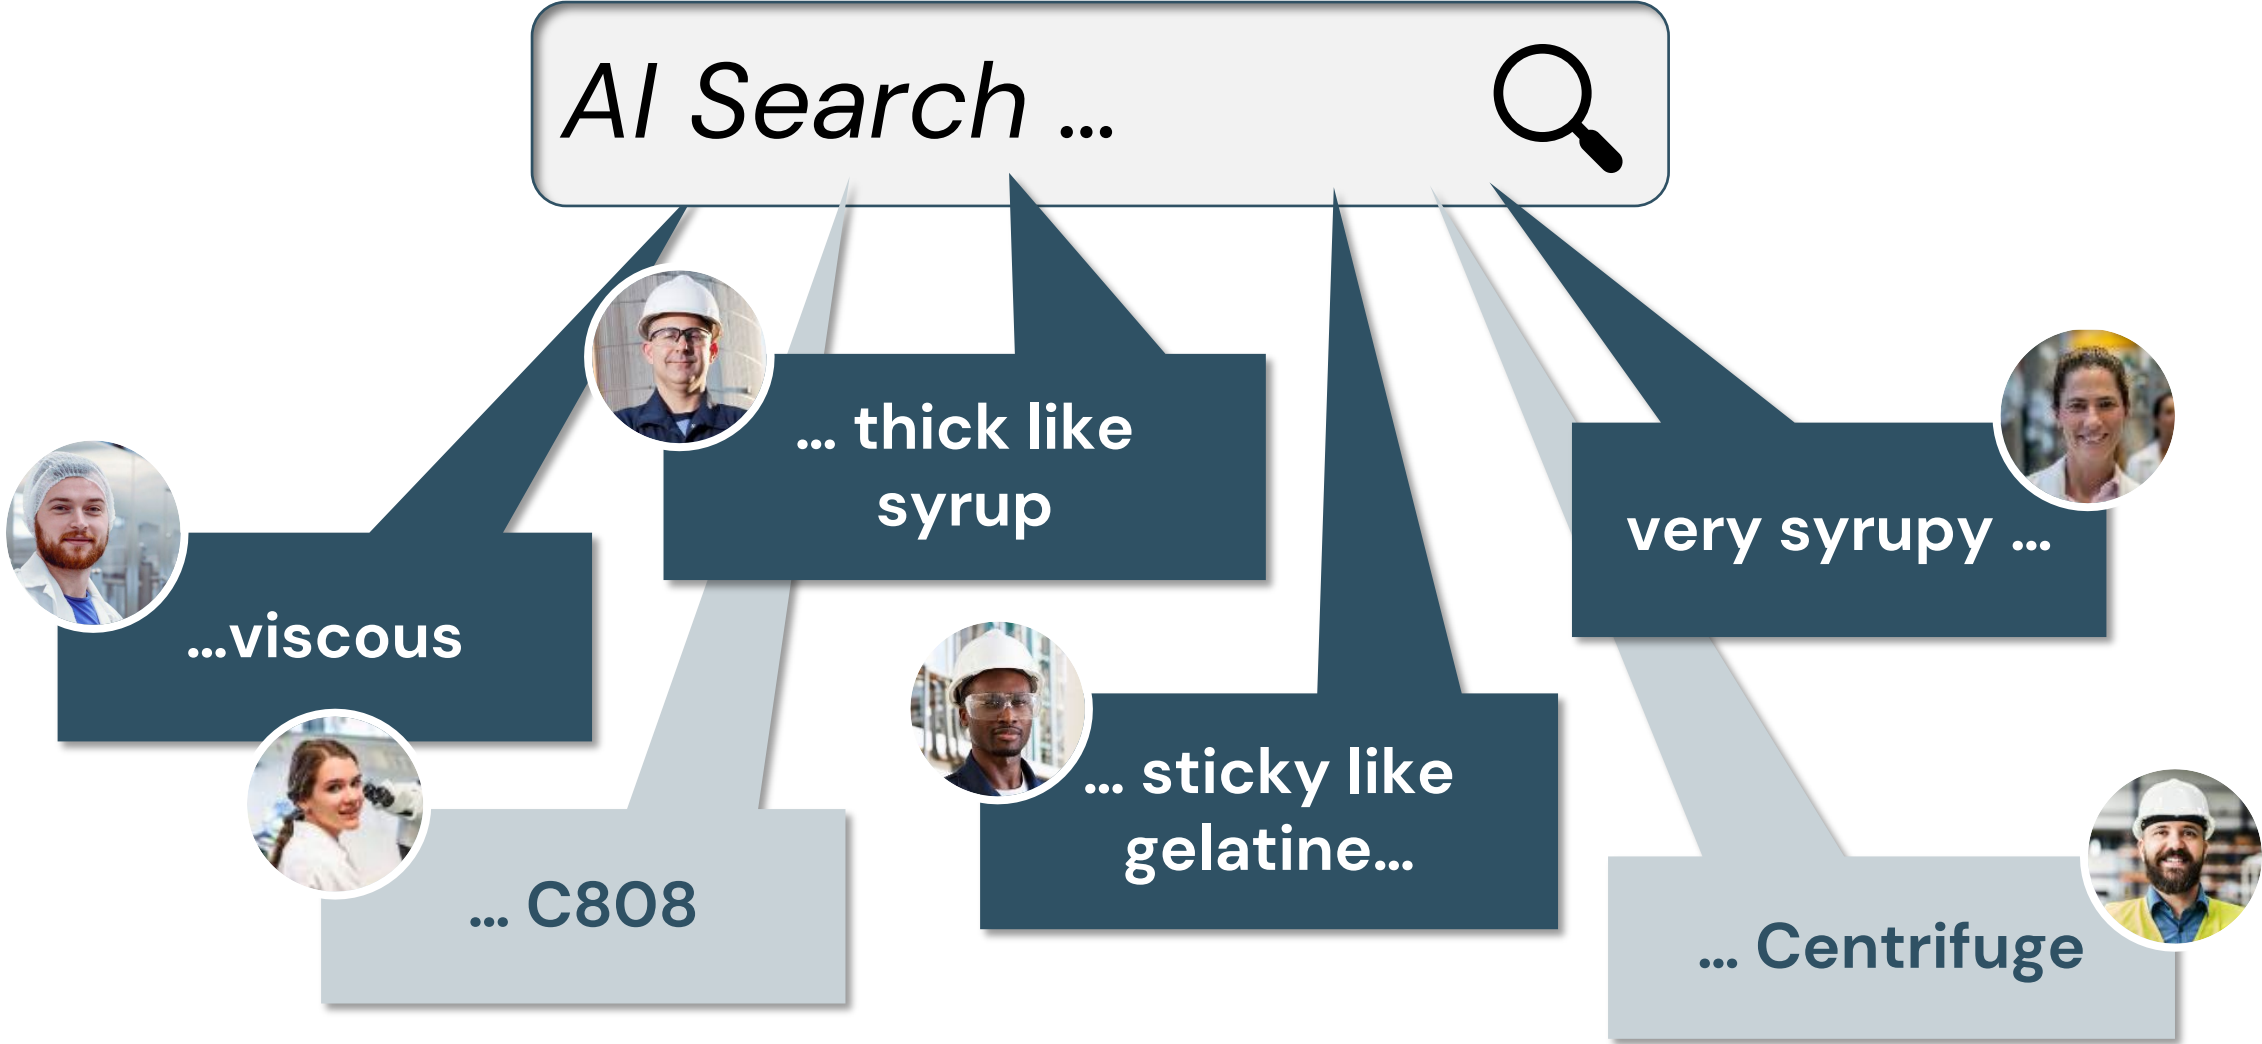 AI Search ...
... thick like
syrup
very syrupy ...
...viscous
... sticky like
gelatine...
... C808
... Centrifuge